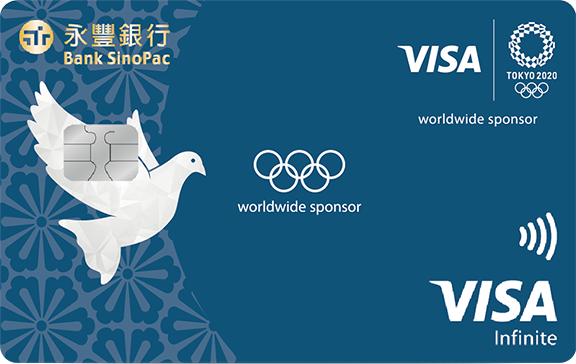 永豐銀行
Bank SinoPac
VISA
TOKYO 2020
worldwide sponsor
worldwide sponsor
VISA
Infinite